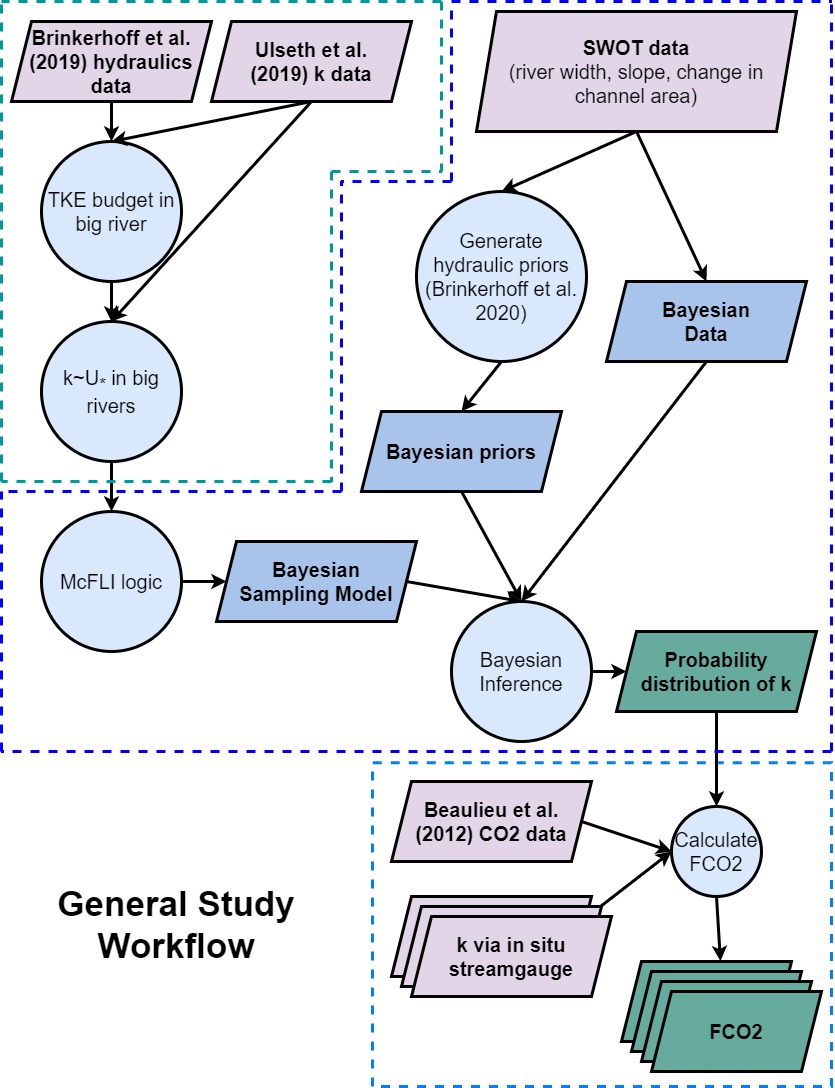 Brinkerhoff et al.
(2019) hydraulics
data
Ulseth et al.
(2019) k data
SWOT data
(river width, slope, change in
channel area)
TKE budget in
big river
Generate
hydraulic priors
(Brinkerhoff et al.
2020)
Bayesian
Data
k~U* in big
rivers
Bayesian priors
McFLI logic
Bayesian
Sampling Model
Bayesian
Inference
Probability
distribution of k
Beaulieu et al.
(2012) CO2 data
Calculate
FCO2
k via in situ
streamgauge
FCO2
General Study
Workflow